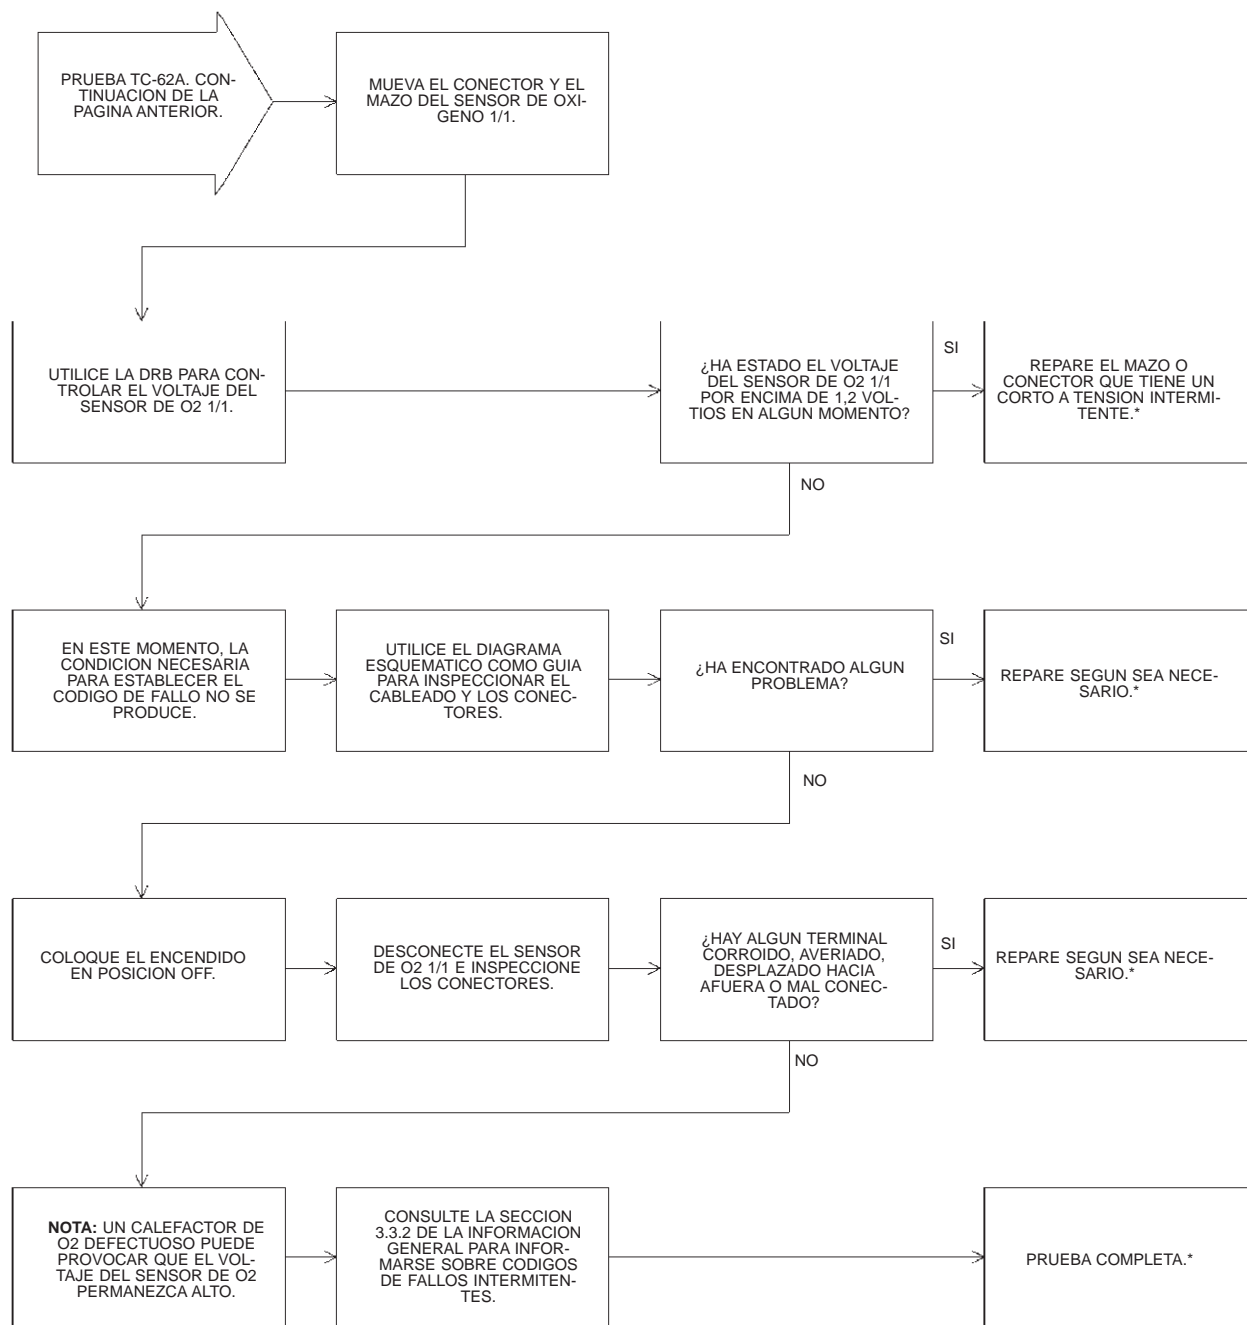 PRUEBA TC-62A. CON-
TINUACION DE LA
PAGINA ANTERIOR.
MUEVA EL CONECTOR Y EL
MAZO DEL SENSOR DE OXI-
GENO 1/1.
UTILICE LA DRB PARA CON-
TROLAR EL VOLTAJE DEL
SENSOR DE O2 1/1.
¿HA ESTADO EL VOLTAJE
DEL SENSOR DE O2 1/1
POR ENCIMA DE 1,2 VOL-
TIOS EN ALGUN MOMENTO?
SI
REPARE EL MAZO O
CONECTOR QUE TIENE UN
CORTO A TENSION INTERMI-
TENTE.*
NO
EN ESTE MOMENTO, LA
CONDICION NECESARIA
PARA ESTABLECER EL
CODIGO DE FALLO NO SE
PRODUCE.
UTILICE EL DIAGRAMA
ESQUEMATICO COMO GUIA
PARA INSPECCIONAR EL
CABLEADO Y LOS CONEC-
TORES.
¿HA ENCONTRADO ALGUN
PROBLEMA?
SI
REPARE SEGUN SEA NECE-
SARIO.*
NO
COLOQUE EL ENCENDIDO
EN POSICION OFF.
DESCONECTE EL SENSOR
DE O2 1/1 E INSPECCIONE
LOS CONECTORES.
¿HAY ALGUN TERMINAL
CORROIDO, AVERIADO,
DESPLAZADO HACIA
AFUERA O MAL CONEC-
TADO?
SI
REPARE SEGUN SEA NECE-
SARIO.*
NO
NOTA: UN CALEFACTOR DE
O2 DEFECTUOSO PUEDE
PROVOCAR QUE EL VOL-
TAJE DEL SENSOR DE O2
PERMANEZCA ALTO.
CONSULTE LA SECCION
3.3.2 DE LA INFORMACION
GENERAL PARA INFOR-
MARSE SOBRE CODIGOS
DE FALLOS INTERMITEN-
TES.
PRUEBA COMPLETA.*